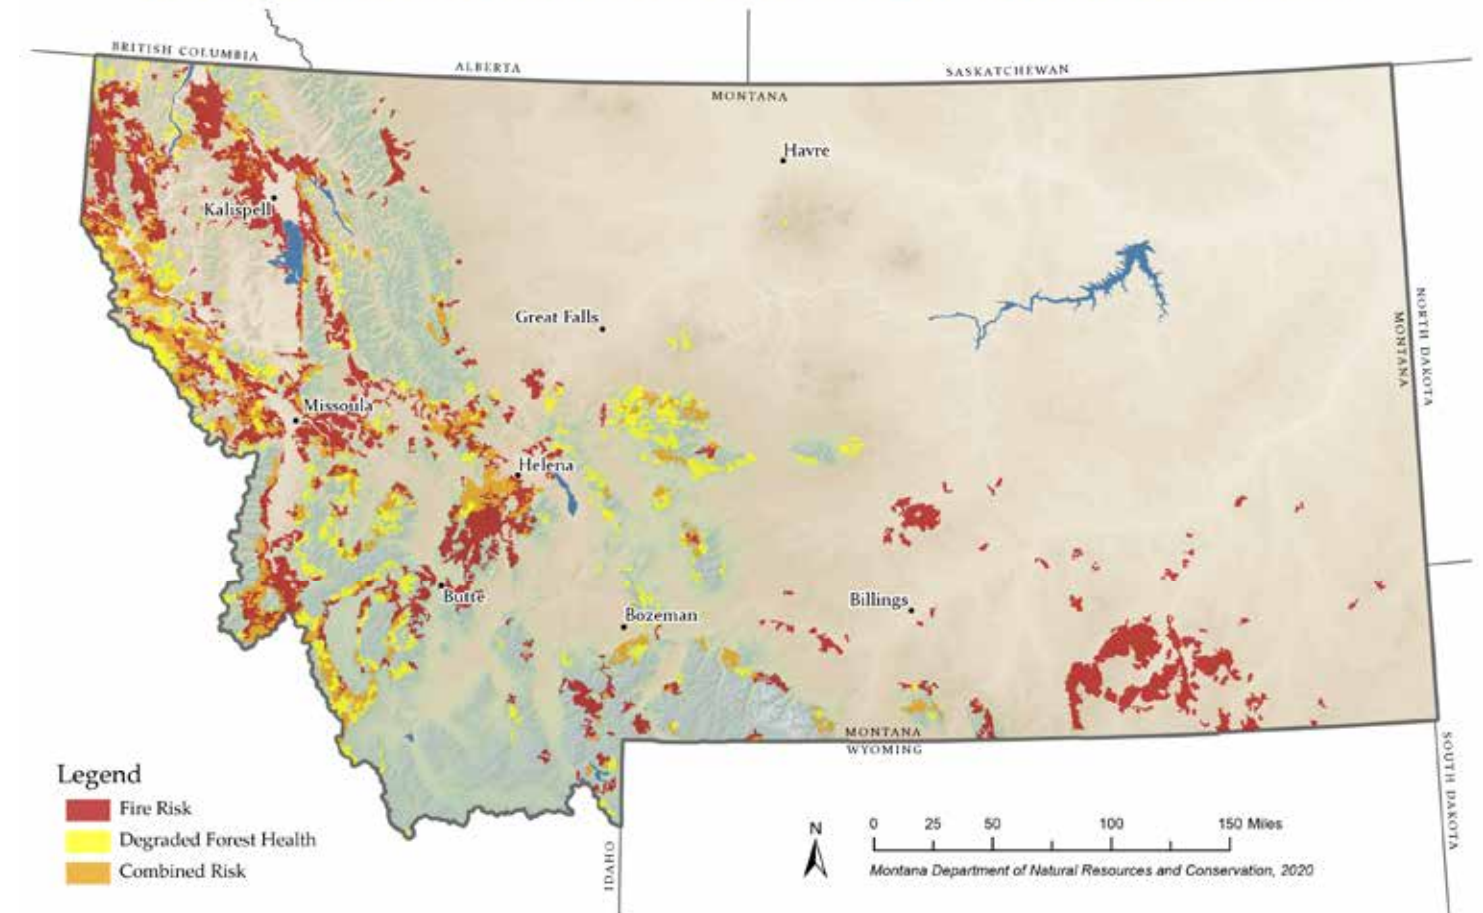 BRITISH COLUMBIA
ALBERTA
SASKATCHEWAN
MONTANA
Havre
Kalispell
Great Falls
NORTH DAKOTA
MONTANA
Missoula
Helena
Butte
Billings
Bozeman
MONTANA
WYOMING
SOUTH DAKOTA
IDAHO
Legend
Fire Risk
Degraded Forest Health
Combined Risk
N
0 25 50 100 150 Miles
Montana Department of Natural Resources and Conservation, 2020